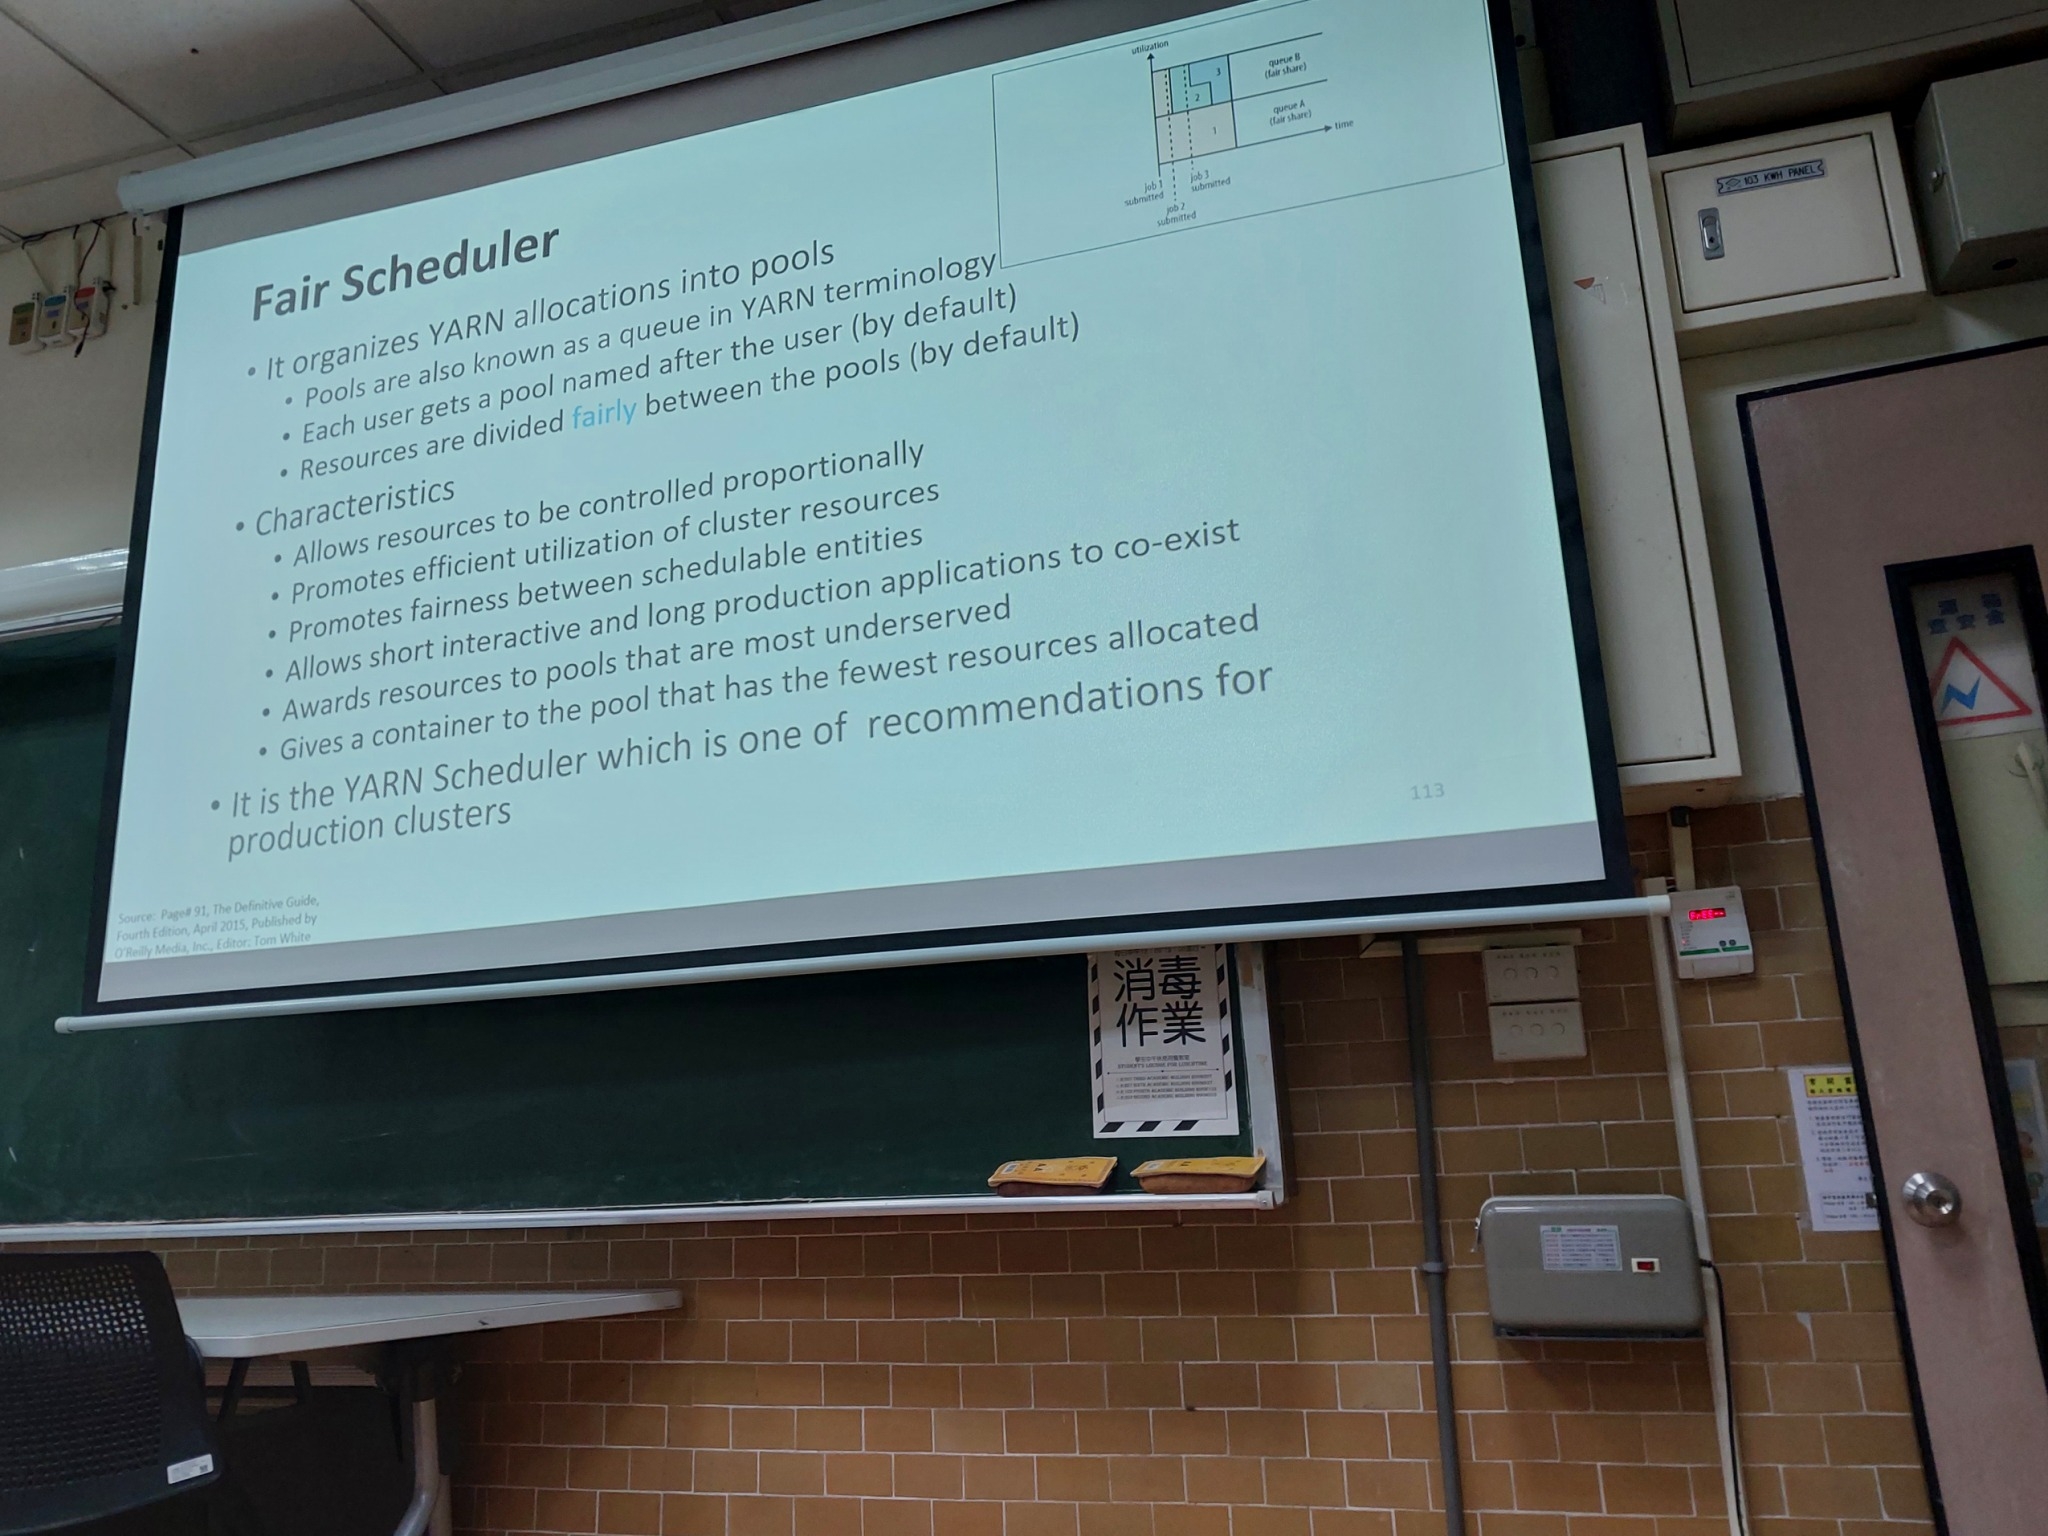 utilization
3
2
1
queue B
(fair share)
queue A
(fair share)
time
job 1
submitted
job 3
submitted
job 2
submitted
Fair Scheduler
• It organizes YARN allocations into pools
• Pools are also known as a queue in YARN terminology
• Each user gets a pool named after the user (by default)
• Resources are divided fairly between the pools (by default)
• Characteristics
• Allows resources to be controlled proportionally
• Promotes efficient utilization of cluster resources
• Promotes fairness between schedulable entities
• Allows short interactive and long production applications to co-exist
• Awards resources to pools that are most underserved
• Gives a container to the pool that has the fewest resources allocated
• It is the YARN Scheduler which is one of recommendations for
production clusters
113
Source: Page# 91, The Definitive Guide,
Fourth Edition, April 2015, Published by
O'Reilly Media, Inc., Editor: Tom White
103 KWH PANEL
消毒
作業